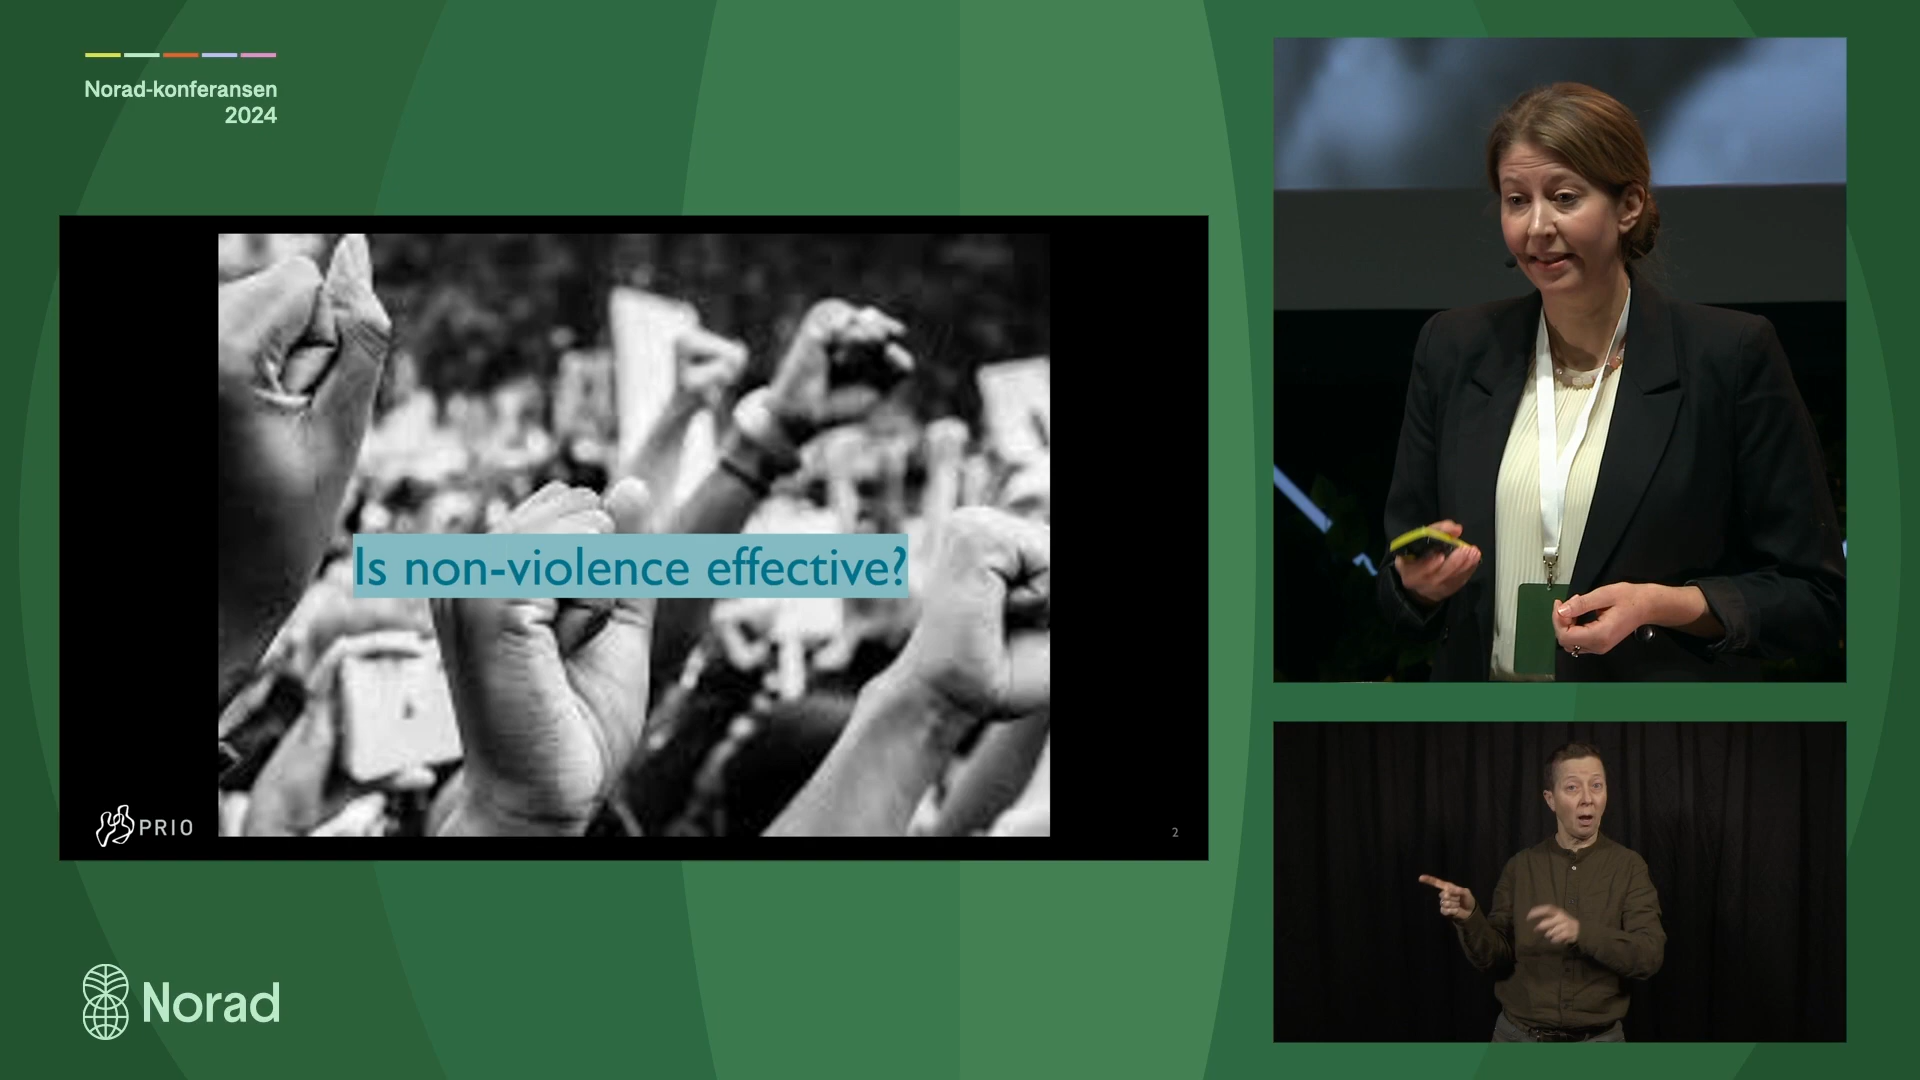 Norad-konferansen
2024
Is non-violence effective?
PRIO
2
Norad